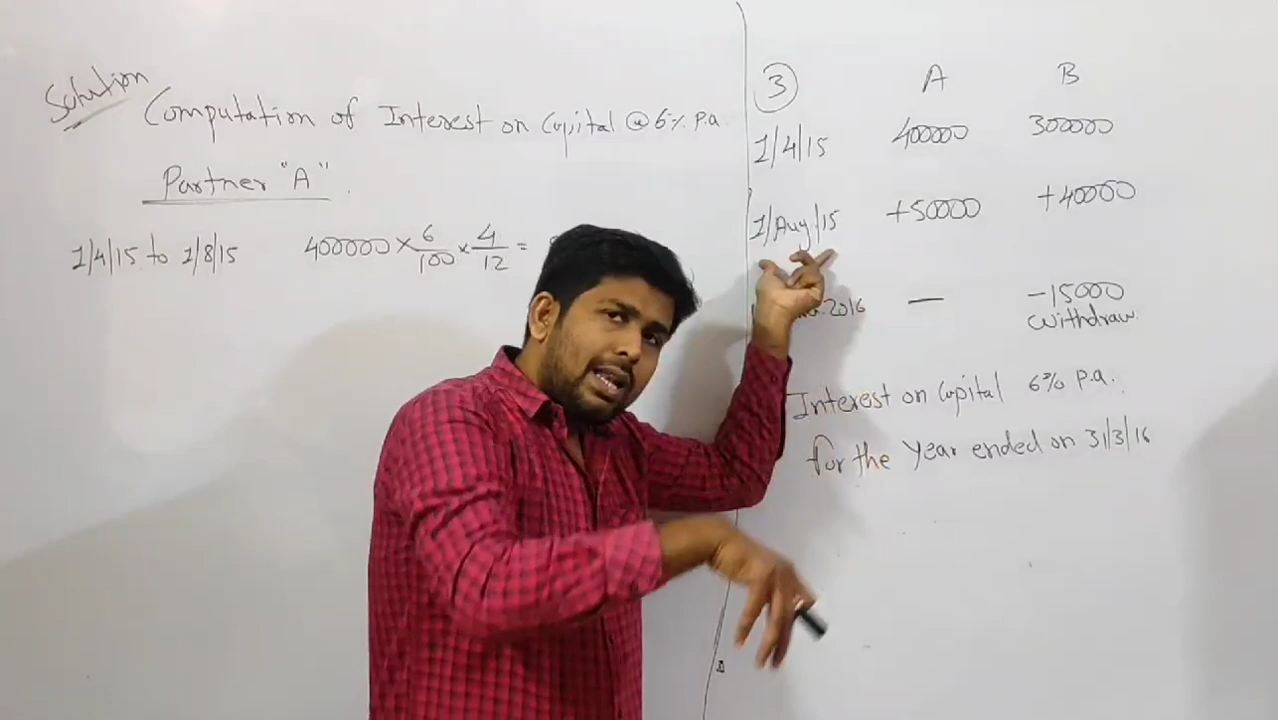 Solution
Computation of Interest on Capital @ 6% P.a
Partner "A".
1/4/15 to 1/8/15 400000 × 6/100 × 4/12 =
3 A B
1/4/15 400000 300000
1/Aug/15 +50000 +40000
2016 — -15000
Withdraw.
Interest on Capital 6% P.a.
for the Year ended on 31/3/16